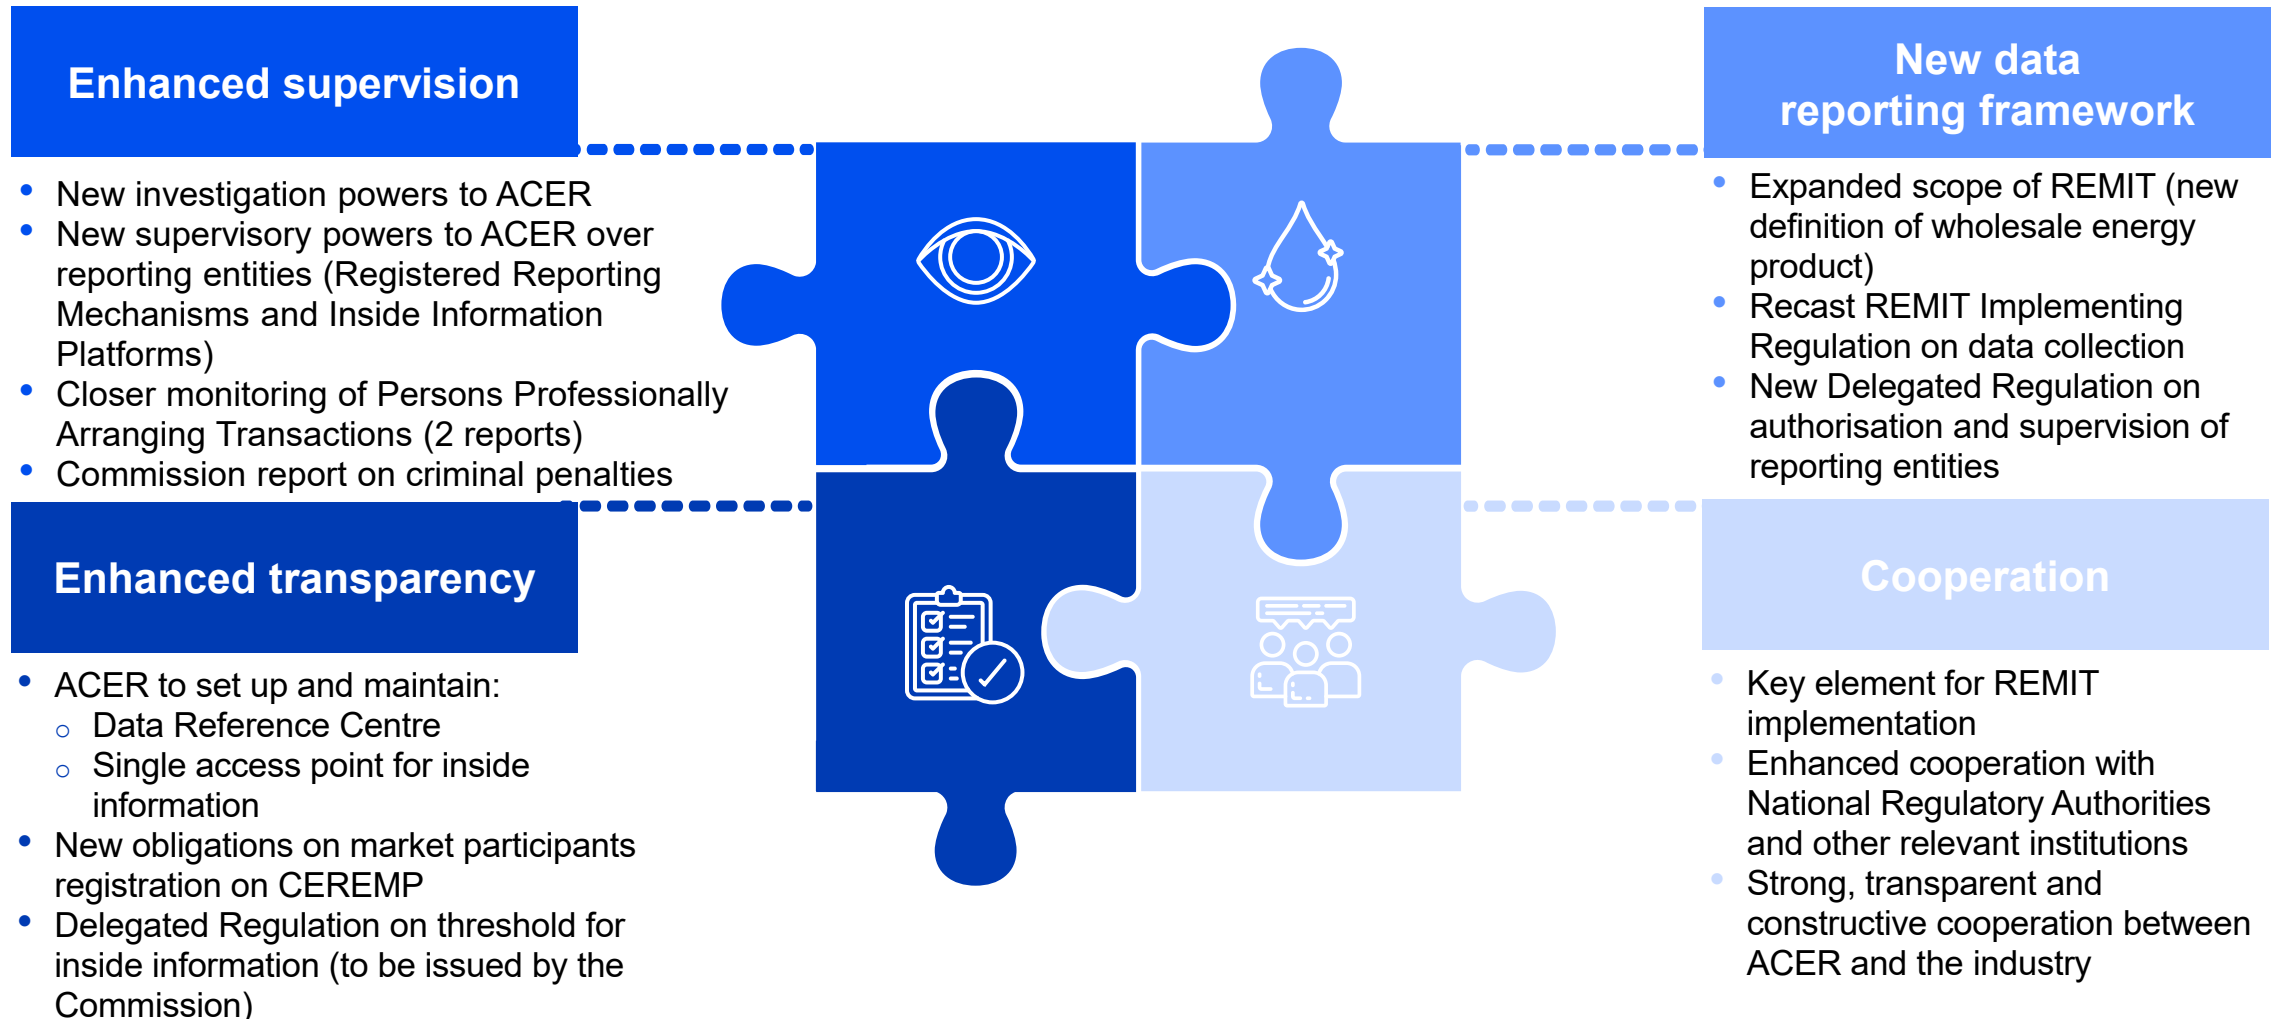 Enhanced supervision
• New investigation powers to ACER
• New supervisory powers to ACER over
reporting entities (Registered Reporting
Mechanisms and Inside Information
Platforms)
• Closer monitoring of Persons Professionally
Arranging Transactions (2 reports)
• Commission report on criminal penalties
Enhanced transparency
• ACER to set up and maintain:
o Data Reference Centre
o Single access point for inside
information
• New obligations on market participants
registration on CEREMP
• Delegated Regulation on threshold for
inside information (to be issued by the
Commission)
New data
reporting framework
• Expanded scope of REMIT (new
definition of wholesale energy
product)
• Recast REMIT Implementing
Regulation on data collection
• New Delegated Regulation on
authorisation and supervision of
reporting entities
Cooperation
• Key element for REMIT
implementation
• Enhanced cooperation with
National Regulatory Authorities
and other relevant institutions
• Strong, transparent and
constructive cooperation between
ACER and the industry